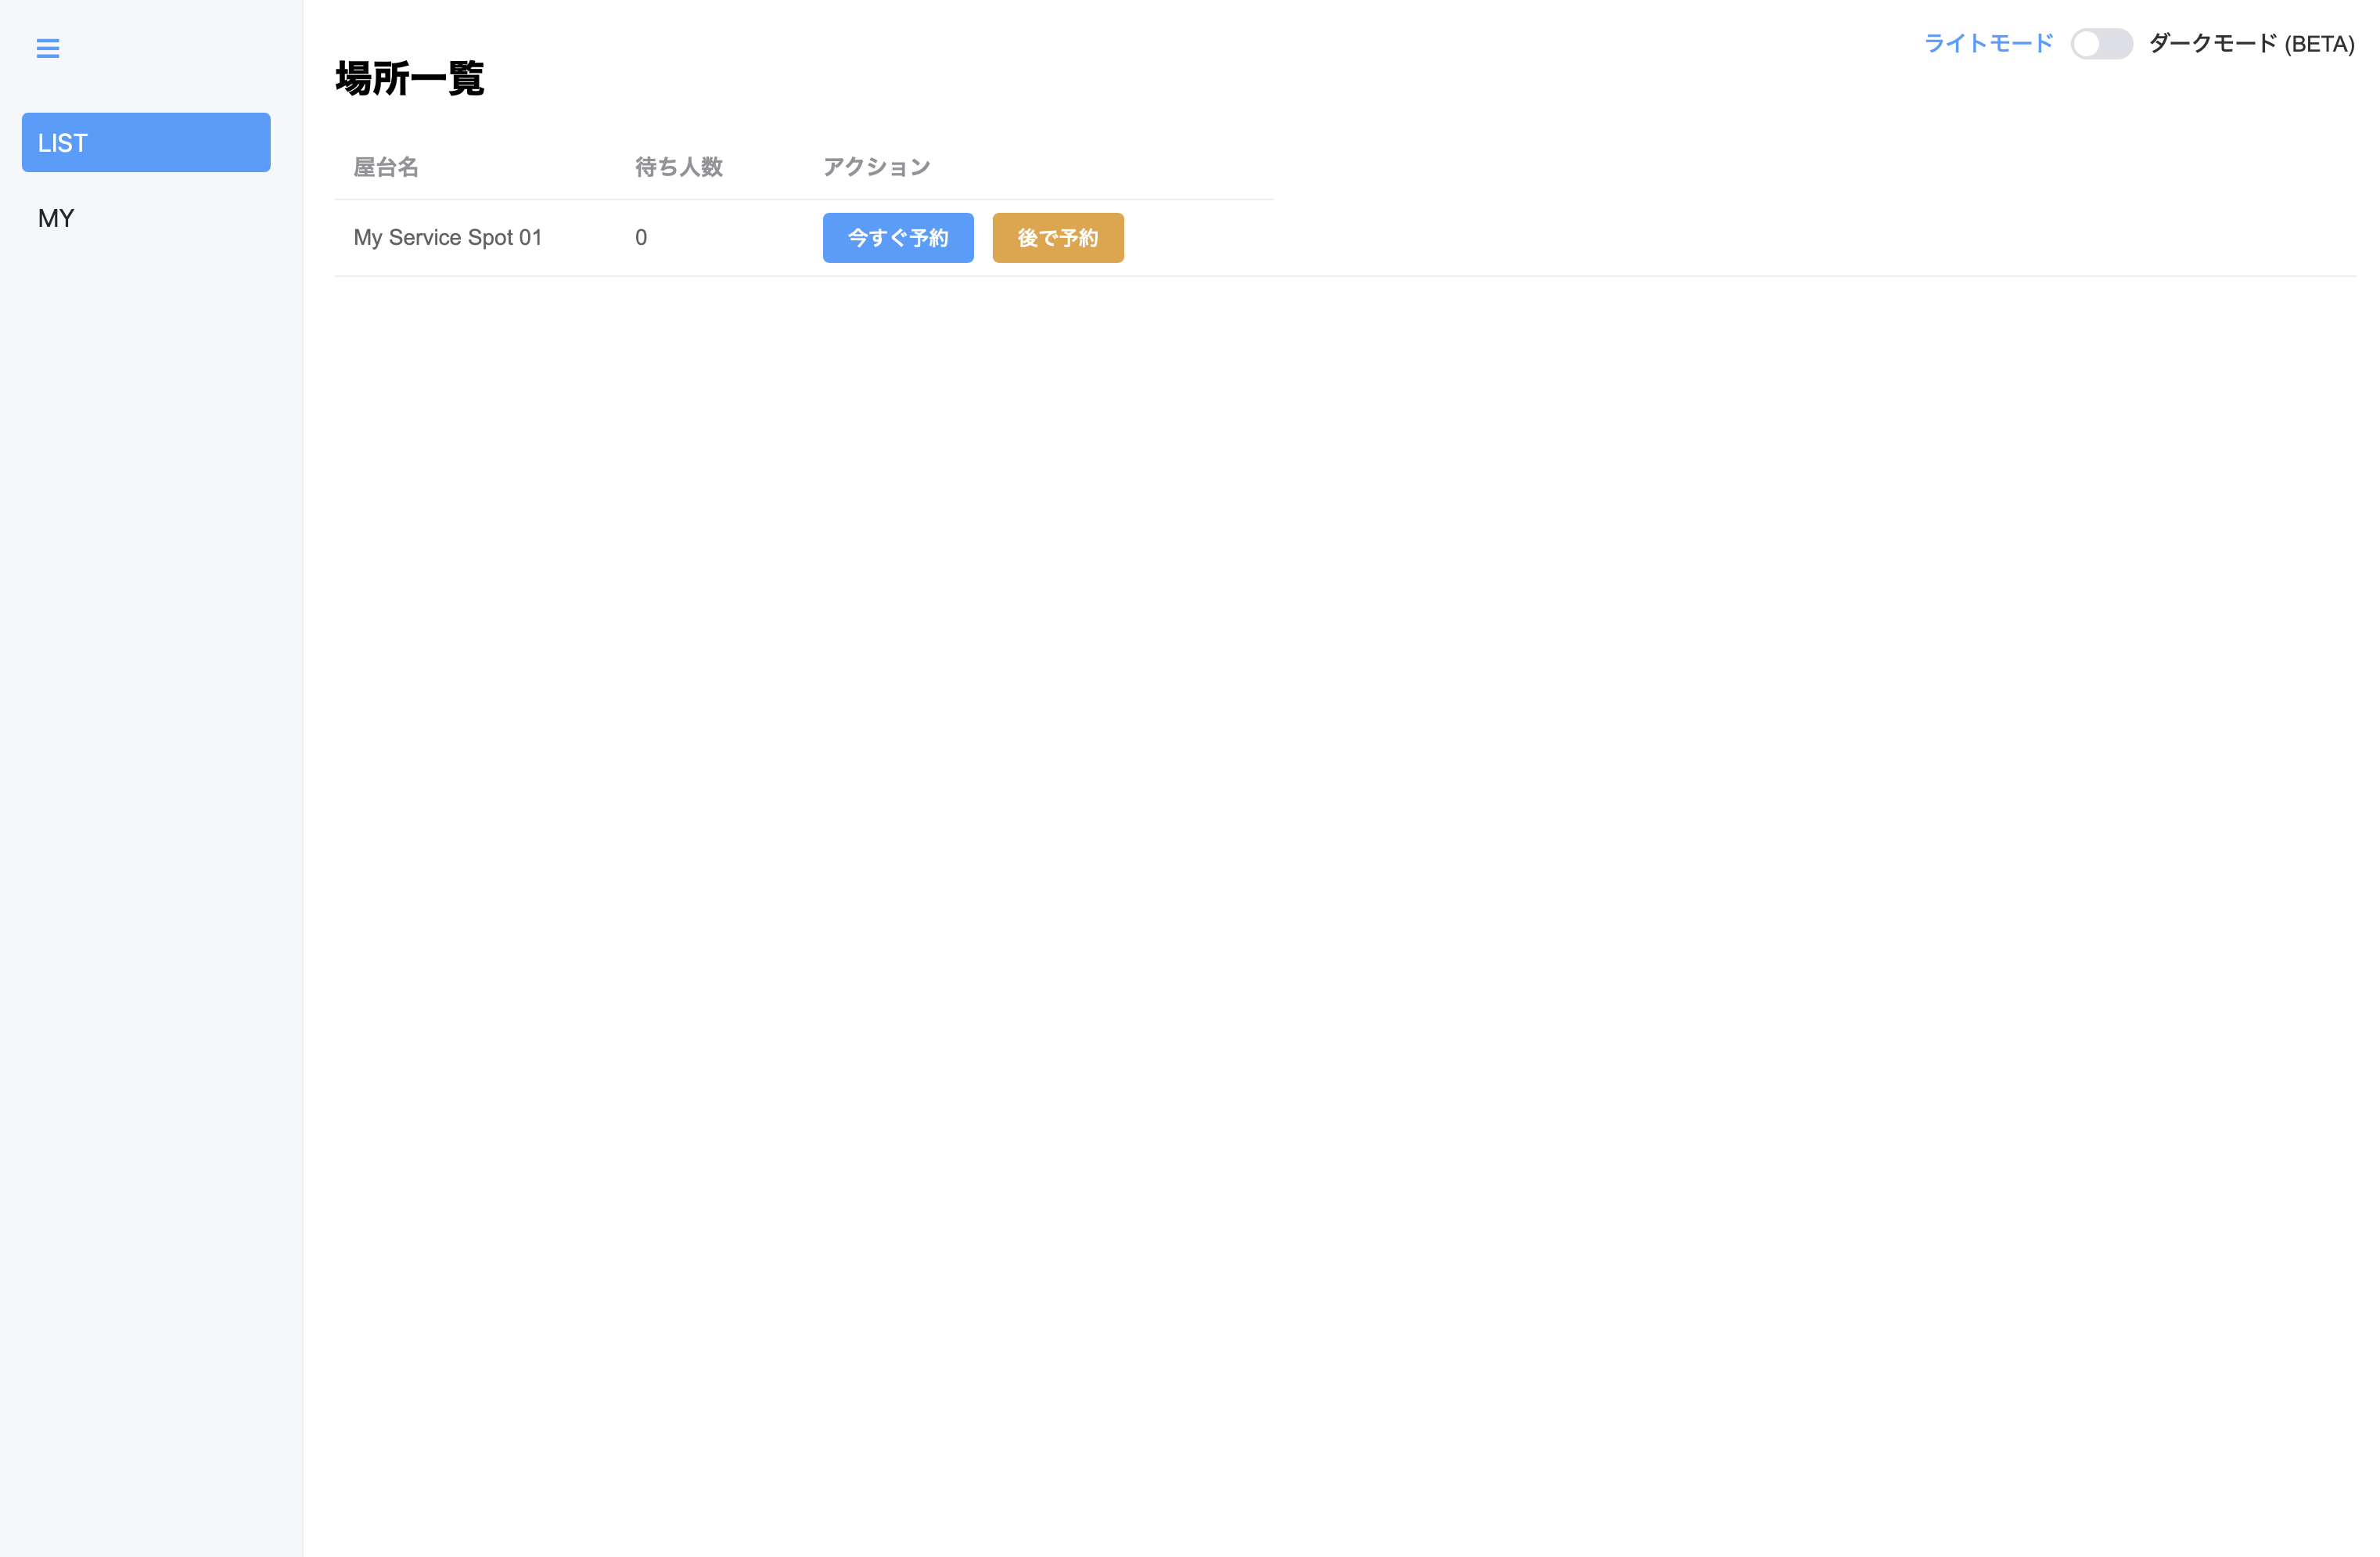 ライトモード ダークモード (BETA)
場所一覧
LIST
MY
屋台名 待ち人数 アクション
My Service Spot 01 0 今すぐ予約 後で予約